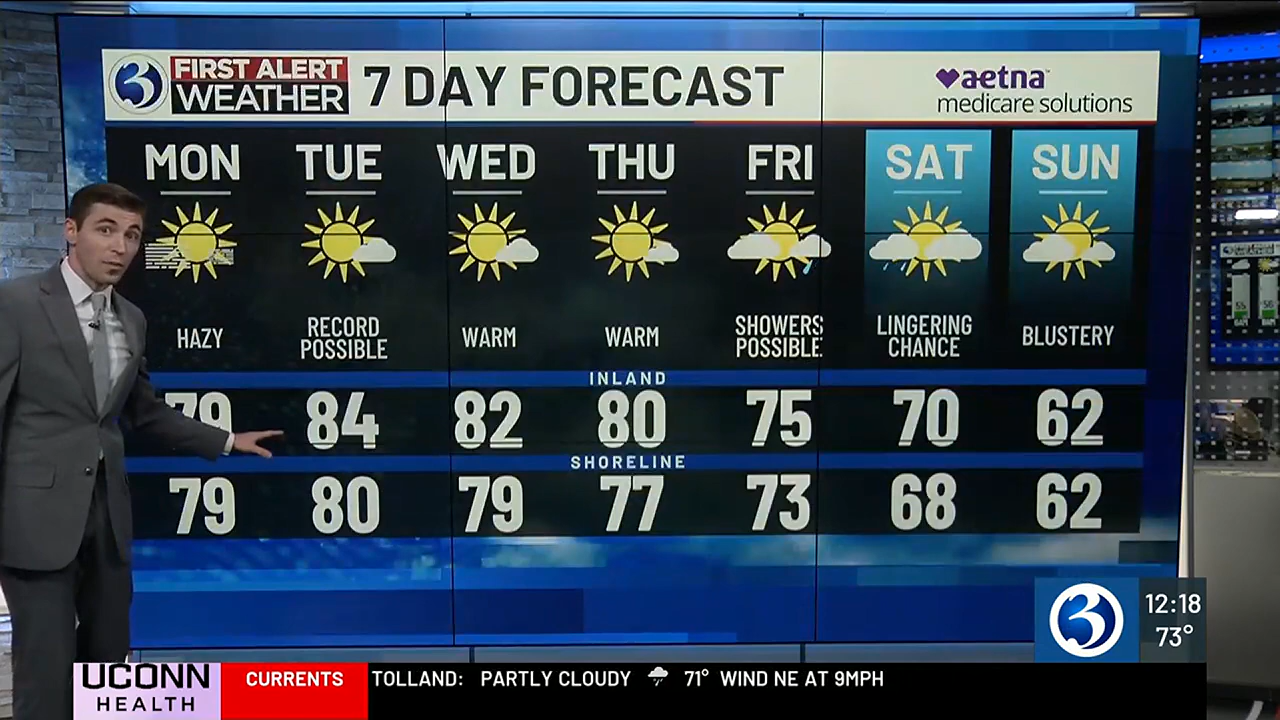 3 FIRST ALERT WEATHER 7 DAY FORECAST
aetna
medicare solutions
MON TUE WED THU FRI SAT SUN
HAZY
RECORD POSSIBLE
WARM
WARM
SHOWERS POSSIBLE
LINGERING CHANCE
BLUSTERY
INLAND
79 84 82 80 75 70 62
SHORELINE
79 80 79 77 73 68 62
3
12:18
73°
UCONN
HEALTH
CURRENTS
TOLLAND: PARTLY CLOUDY 71° WIND NE AT 9MPH